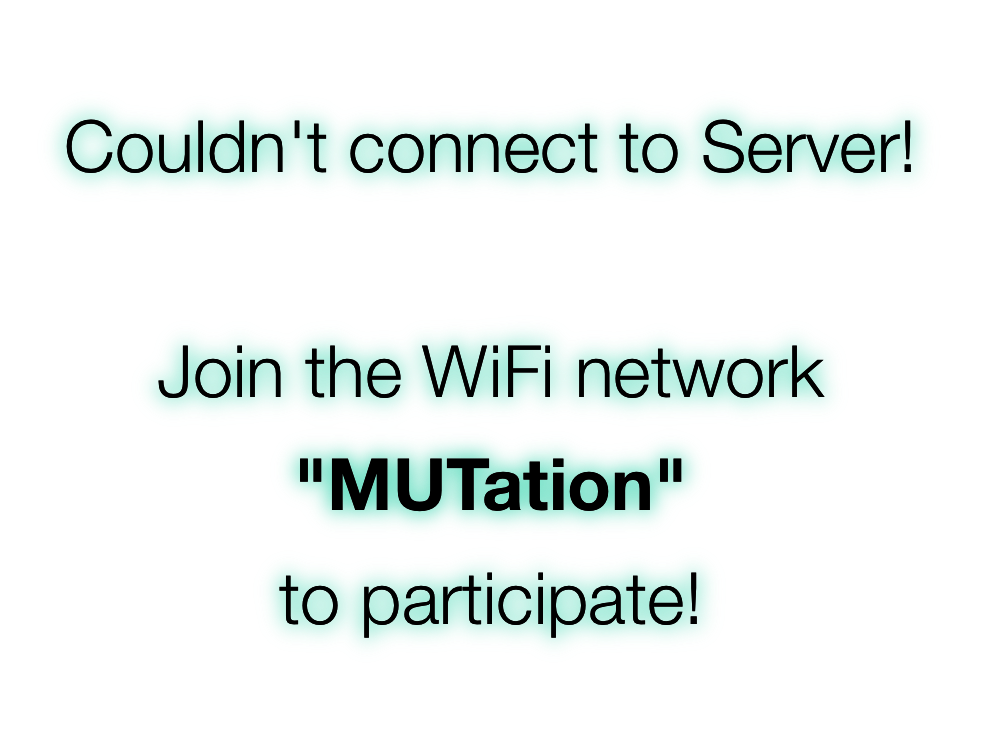 Couldn't connect to Server!
Join the WiFi network
"MUTation"
to participate!